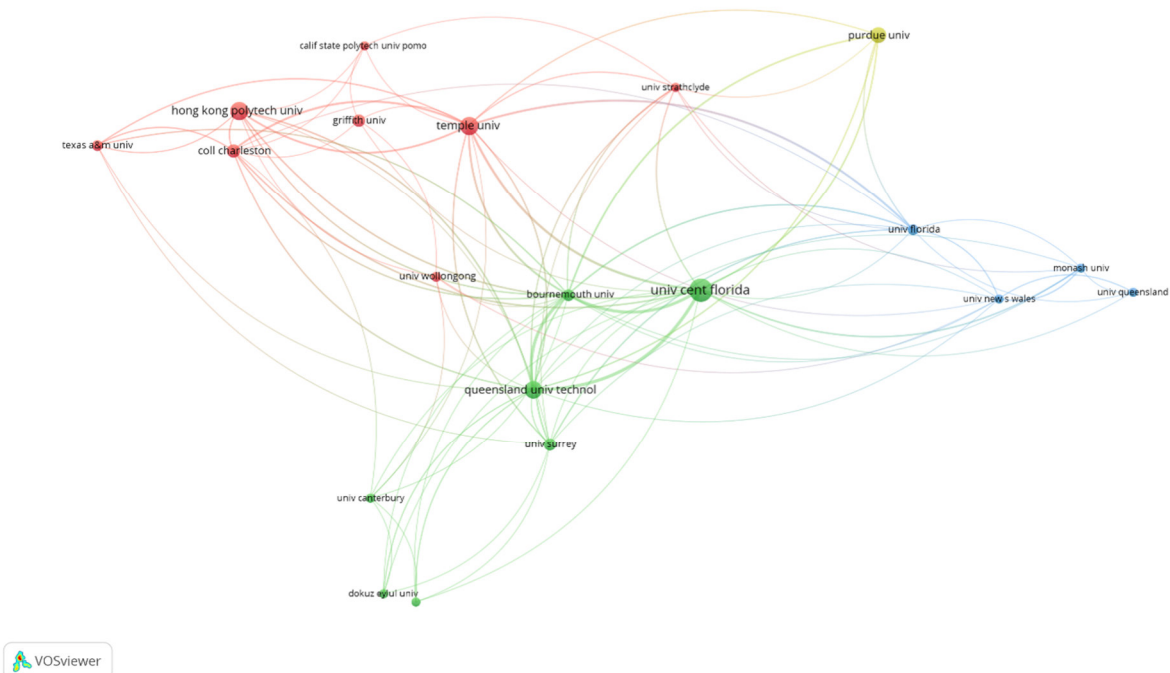 purdue univ
calif state polytech univ pomo
univ strathclyde
hong kong polytech univ
griffith univ
temple univ
texas a&m univ
coll charleston
univ florida
monash univ
univ wollongong
univ cent florida
bournemouth univ
univ new s wales
univ queensland
queensland univ technol
univ surrey
univ canterbury
dokuz eylul univ
VOSviewer